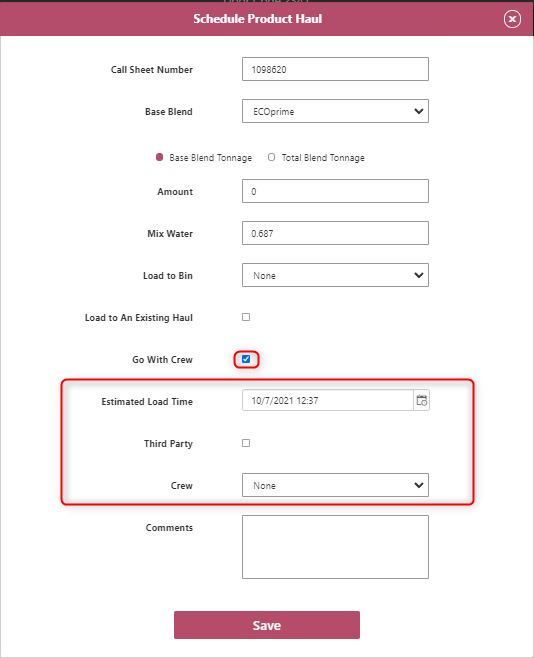 Schedule Product Haul
Call Sheet Number 1098620
Base Blend ECOprime
Base Blend Tonnage Total Blend Tonnage
Amount 0
Mix Water 0.687
Load to Bin None
Load to An Existing Haul
Go With Crew
Estimated Load Time 10/7/2021 12:37
Third Party
Crew None
Comments
Save